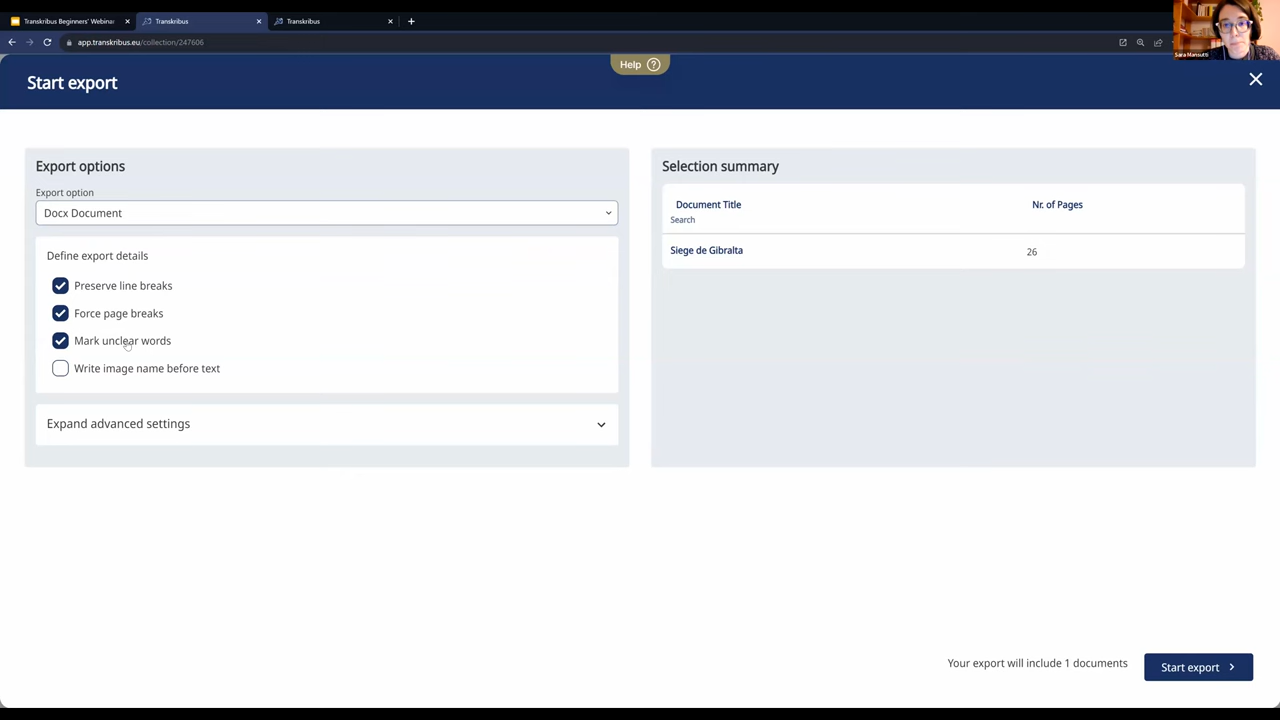 Transkribus Beginners' Webina
Transkribus
Transkribus
app.transkribus.eu/collection/247606
Sara Mansutti
Help ?
Start export
Export options
Export option
Docx Document
Define export details
Preserve line breaks
Force page breaks
Mark unclear words
Write image name before text
Expand advanced settings
Selection summary
Document Title Nr. of Pages
Search
Siege de Gibralta 26
Your export will include 1 documents
Start export